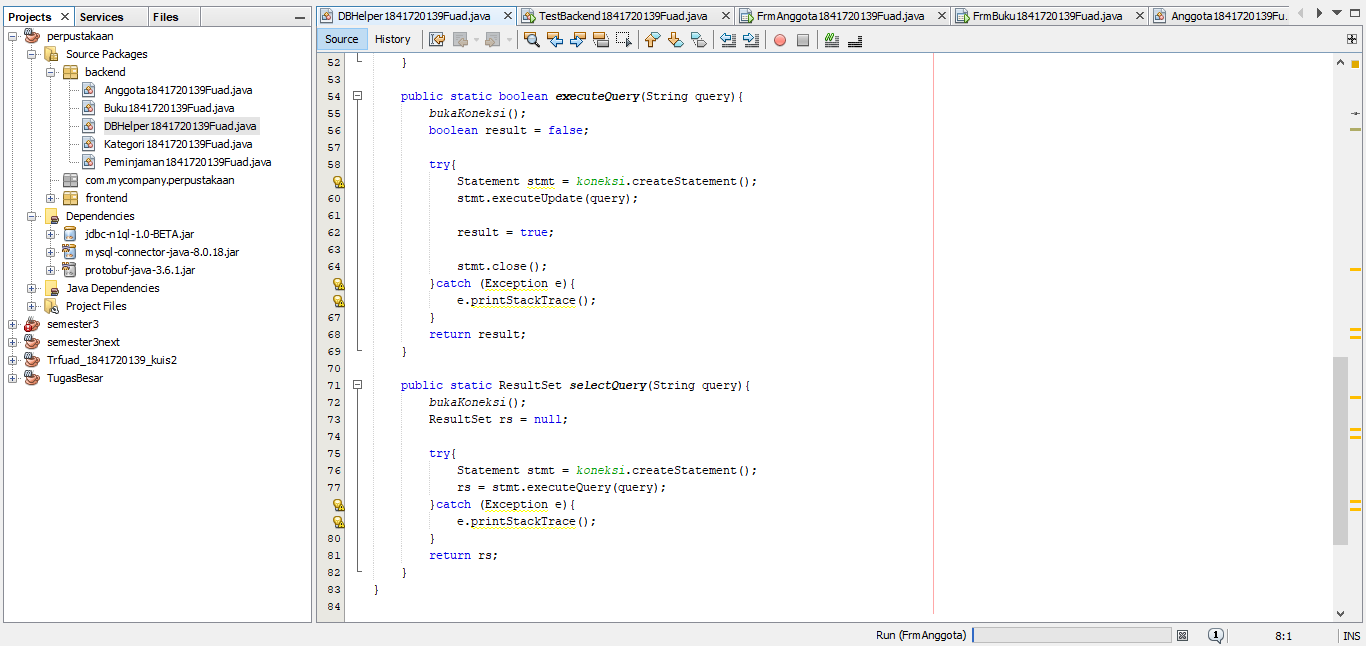 Projects
Services
Files
perpustakaan
Source Packages
backend
Anggota1841720139Fuad.java
Buku1841720139Fuad.java
DBHelper1841720139Fuad.java
Kategori1841720139Fuad.java
Peminjaman1841720139Fuad.java
com.mycompany.perpustakaan
frontend
Dependencies
jdbc-n1ql-1.0-BETA.jar
mysql-connector-java-8.0.18.jar
protobuf-java-3.6.1.jar
Java Dependencies
Project Files
semester3
semester3next
Trfuad_1841720139_kuis2
TugasBesar
DBHelper1841720139Fuad.java
TestBackend1841720139Fuad.java
FrmAnggota1841720139Fuad.java
FrmBuku1841720139Fuad.java
Anggota1841720139Fu...
Source
History
52 }
53
54 public static boolean executeQuery(String query){
55 bukaKoneksi();
56 boolean result = false;
57
58 try{
Statement stmt = koneksi.createStatement();
60 stmt.executeUpdate(query);
61
62 result = true;
63
64 stmt.close();
}catch (Exception e){
e.printStackTrace();
67 }
68 return result;
69 }
70
71 public static ResultSet selectQuery(String query){
72 bukaKoneksi();
73 ResultSet rs = null;
74
75 try{
76 Statement stmt = koneksi.createStatement();
77 rs = stmt.executeQuery(query);
}catch (Exception e){
e.printStackTrace();
80 }
81 return rs;
82 }
83 }
84
Run (FrmAnggota)
1
8:1
INS